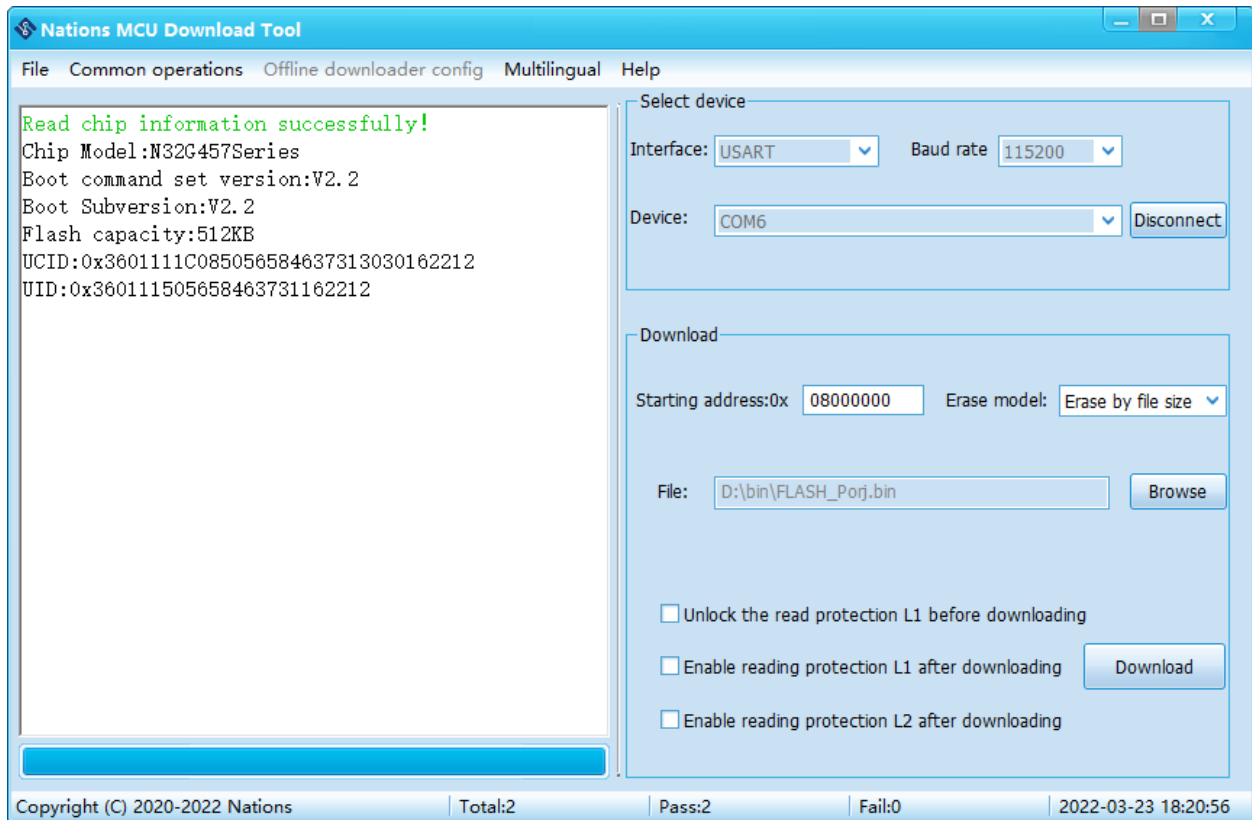 Nations MCU Download Tool
File Common operations Offline downloader config Multilingual Help
Read chip information successfully!
Chip Model:N32G457Series
Boot command set version:V2.2
Boot Subversion:V2.2
Flash capacity:512KB
UCID:0x3601111C085056584637313030162212
UID:0x360111505658463731162212
Select device
Interface: USART Baud rate 115200
Device: COM6 Disconnect
Download
Starting address:0x 08000000 Erase model: Erase by file size
File: D:\bin\FLASH_Porj.bin Browse
Unlock the read protection L1 before downloading
Enable reading protection L1 after downloading Download
Enable reading protection L2 after downloading
Copyright (C) 2020-2022 Nations Total:2 Pass:2 Fail:0 2022-03-23 18:20:56